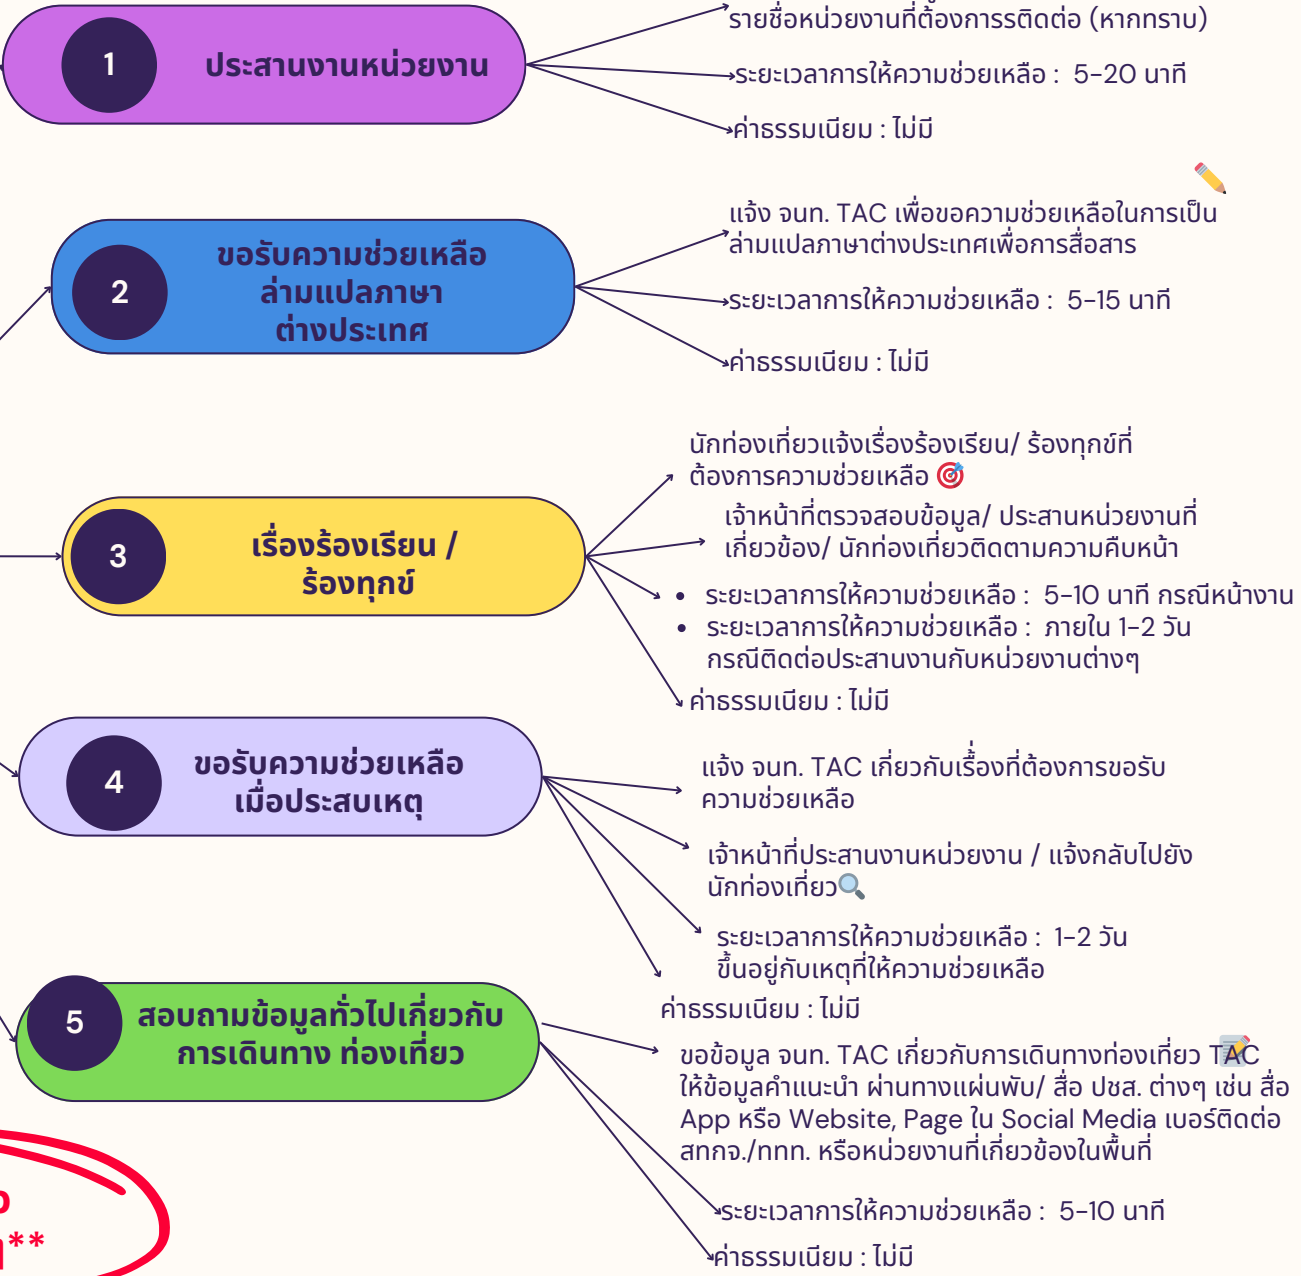 1
ประสานงานหน่วยงาน
รายชื่อหน่วยงานที่ต้องการรติดต่อ (หากทราบ)
ระยะเวลาการให้ความช่วยเหลือ : 5-20 นาที
ค่าธรรมเนียม : ไม่มี
2
ขอรับความช่วยเหลือ
ล่ามแปลภาษา
ต่างประเทศ
แจ้ง จนท. TAC เพื่อขอความช่วยเหลือในการเป็น
ล่ามแปลภาษาต่างประเทศเพื่อการสื่อสาร
ระยะเวลาการให้ความช่วยเหลือ : 5-15 นาที
ค่าธรรมเนียม : ไม่มี
3
เรื่องร้องเรียน /
ร้องทุกข์
นักท่องเที่ยวแจ้งเรื่องร้องเรียน/ ร้องทุกข์ที่
ต้องการความช่วยเหลือ
เจ้าหน้าที่ตรวจสอบข้อมูล/ ประสานหน่วยงานที่
เกี่ยวข้อง/ นักท่องเที่ยวติดตามความคืบหน้า
• ระยะเวลาการให้ความช่วยเหลือ : 5-10 นาที กรณีหน้างาน
• ระยะเวลาการให้ความช่วยเหลือ : ภายใน 1-2 วัน
กรณีติดต่อประสานงานกับหน่วยงานต่างๆ
ค่าธรรมเนียม : ไม่มี
4
ขอรับความช่วยเหลือ
เมื่อประสบเหตุ
แจ้ง จนท. TAC เกี่ยวกับเรื่องที่ต้องการขอรับ
ความช่วยเหลือ
เจ้าหน้าที่ประสานงานหน่วยงาน / แจ้งกลับไปยัง
นักท่องเที่ยว
ระยะเวลาการให้ความช่วยเหลือ : 1-2 วัน
ขึ้นอยู่กับเหตุที่ให้ความช่วยเหลือ
ค่าธรรมเนียม : ไม่มี
5
สอบถามข้อมูลทั่วไปเกี่ยวกับ
การเดินทาง ท่องเที่ยว
ขอข้อมูล จนท. TAC เกี่ยวกับการเดินทางท่องเที่ยว TAC
ให้ข้อมูลคำแนะนำ ผ่านทางแผ่นพับ/ สื่อ ปชส. ต่างๆ เช่น สื่อ
App หรือ Website, Page ใน Social Media เบอร์ติดต่อ
สทกจ./ททท. หรือหน่วยงานที่เกี่ยวข้องในพื้นที่
ระยะเวลาการให้ความช่วยเหลือ : 5-10 นาที
ค่าธรรมเนียม : ไม่มี
**